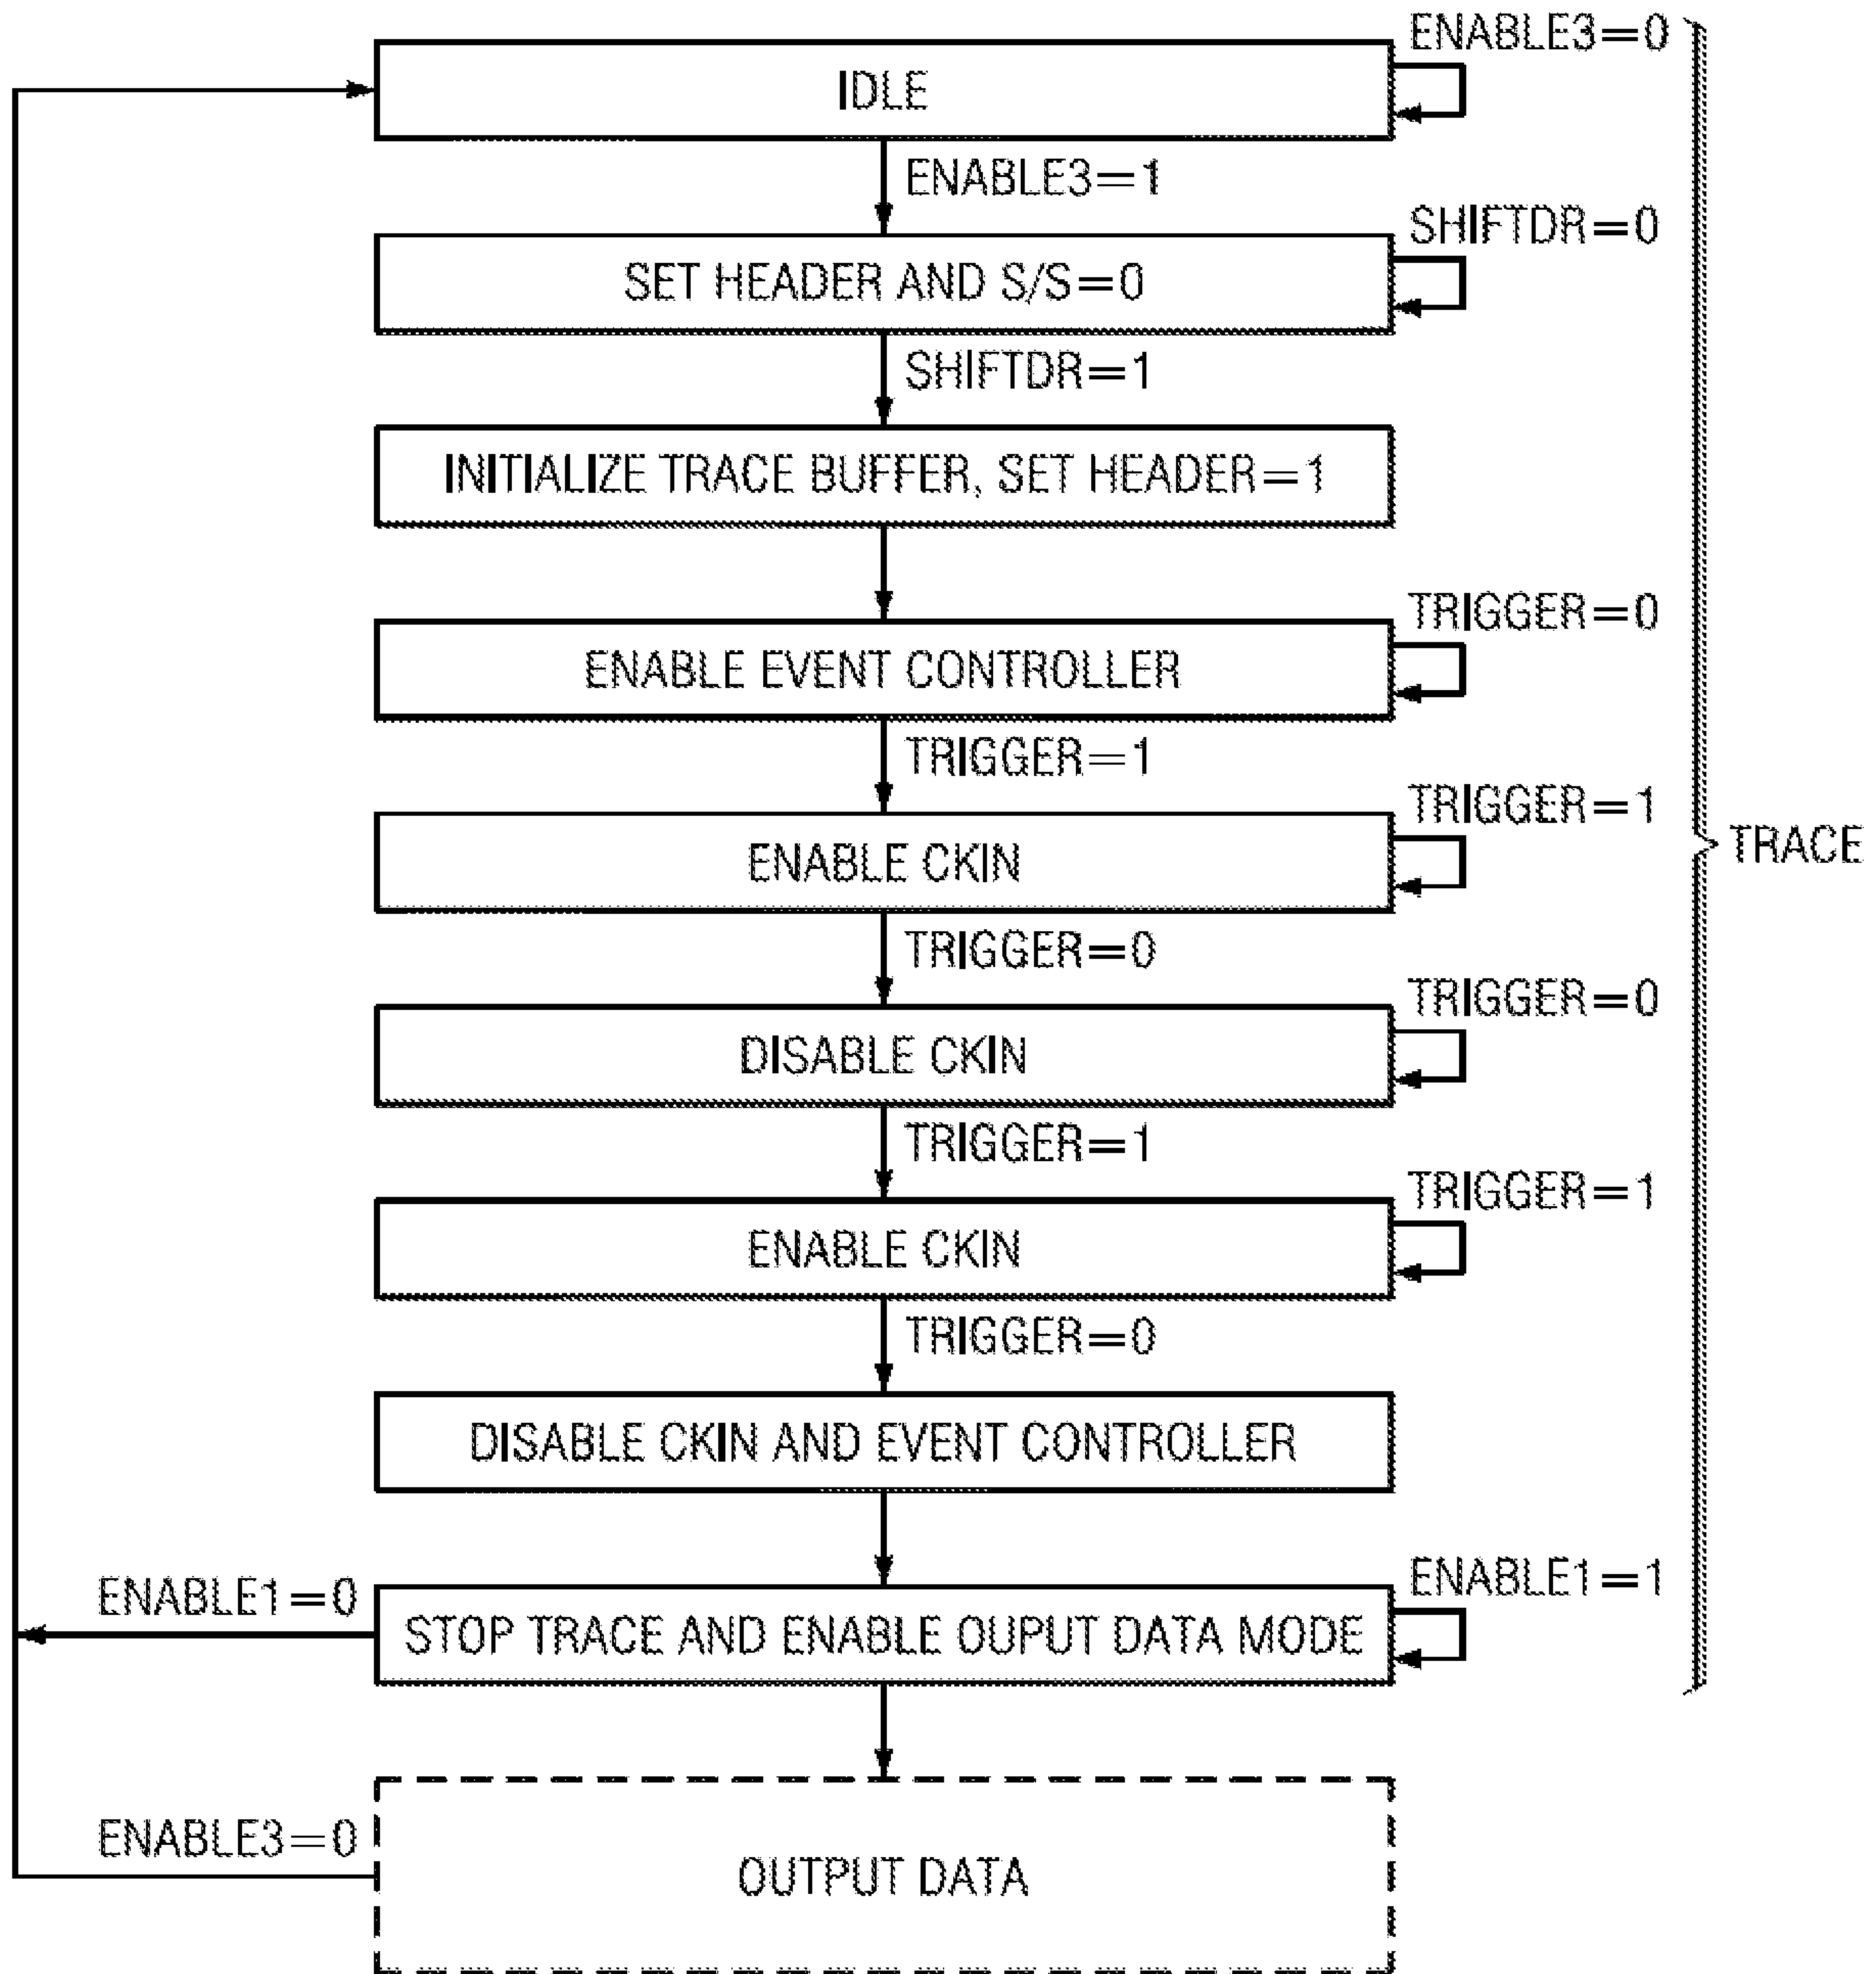 ENABLE3=0
IDLE
ENABLE3=1
SHIFTDR=0
SET HEADER AND S/S=0
SHIFTDR=1
INITIALIZE TRACE BUFFER, SET HEADER=1
TRIGGER=0
ENABLE EVENT CONTROLLER
TRIGGER=1
TRIGGER=1
TRACE
ENABLE CKIN
TRIGGER=0
TRIGGER=0
DISABLE CKIN
TRIGGER=1
TRIGGER=1
ENABLE CKIN
TRIGGER=0
DISABLE CKIN AND EVENT CONTROLLER
ENABLE1=0
ENABLE1=1
STOP TRACE AND ENABLE OUPUT DATA MODE
ENABLE3=0
OUTPUT DATA